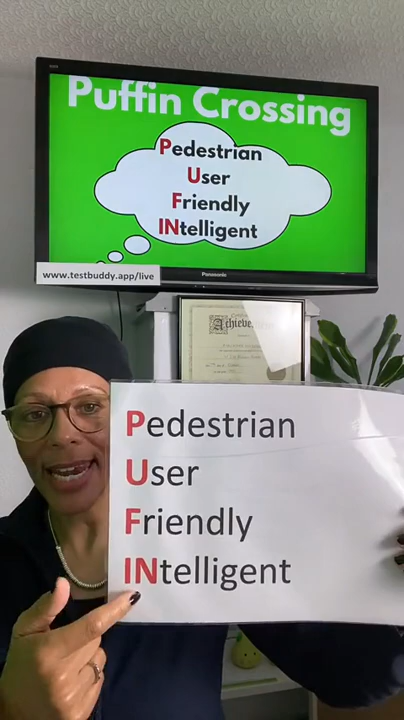 Puffin Crossing
Pedestrian
User
Friendly
INtelligent
www.testbuddy.app/live
Panasonic
Pedestrian
User
Friendly
INtelligent